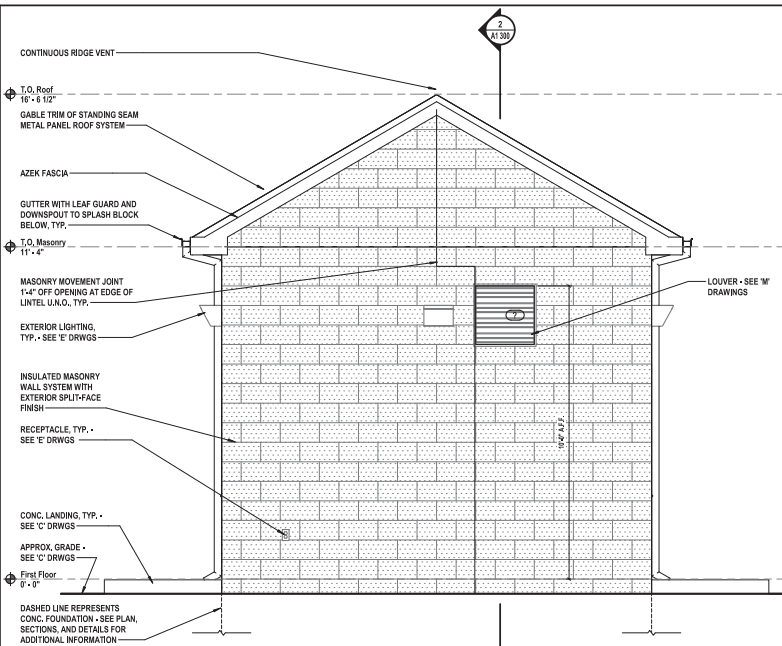 2
A1 300
CONTINUOUS RIDGE VENT
T.O. Roof
16' - 6 1/2"
GABLE TRIM OF STANDING SEAM
METAL PANEL ROOF SYSTEM
AZEK FASCIA
GUTTER WITH LEAF GUARD AND
DOWNSPOUT TO SPLASH BLOCK
BELOW, TYP.
T.O. Masonry
11' - 4"
MASONRY MOVEMENT JOINT
1'-4" OFF OPENING AT EDGE OF
LINTEL U.N.O., TYP.
LOUVER - SEE 'M'
DRAWINGS
?
EXTERIOR LIGHTING,
TYP. - SEE 'E' DRWGS
INSULATED MASONRY
WALL SYSTEM WITH
EXTERIOR SPLIT-FACE
FINISH
RECEPTACLE, TYP. -
SEE 'E' DRWGS
A.F.F.
CONC. LANDING, TYP. -
SEE 'C' DRWGS
APPROX. GRADE -
SEE 'C' DRWGS
First Floor
0' - 0"
DASHED LINE REPRESENTS
CONC. FOUNDATION - SEE PLAN,
SECTIONS, AND DETAILS FOR
ADDITIONAL INFORMATION